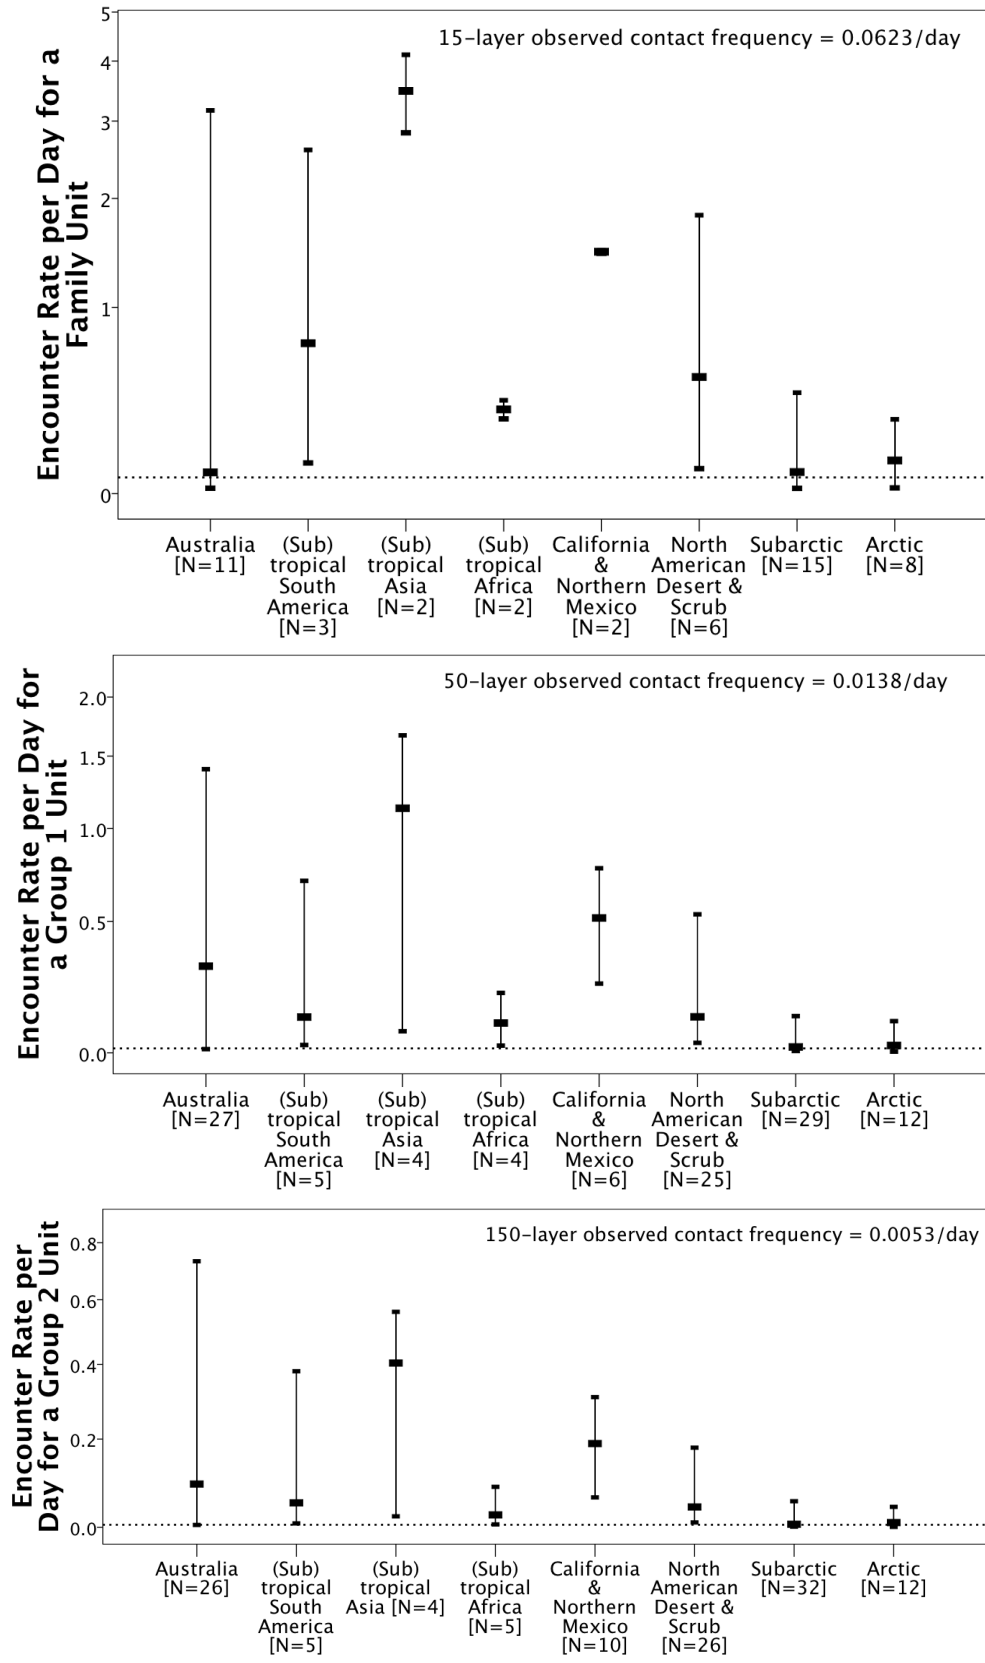 Encounter Rate per Day for a
Family Unit
5
4
3
2
1
0
15-layer observed contact frequency = 0.0623/day
Australia
[N=11]
(Sub)
tropical
South
America
[N=3]
(Sub)
tropical
Asia
[N=2]
(Sub)
tropical
Africa
[N=2]
California
&
Northern
Mexico
[N=2]
North
American
Desert &
Scrub
[N=6]
Subarctic
[N=15]
Arctic
[N=8]
Encounter Rate per Day for
a Group 1 Unit
2.0
1.5
1.0
0.5
0.0
50-layer observed contact frequency = 0.0138/day
Australia
[N=27]
(Sub)
tropical
South
America
[N=5]
(Sub)
tropical
Asia
[N=4]
(Sub)
tropical
Africa
[N=4]
California
&
Northern
Mexico
[N=6]
North
American
Desert &
Scrub
[N=25]
Subarctic
[N=29]
Arctic
[N=12]
Encounter Rate per
Day for a Group 2 Unit
0.8
0.6
0.4
0.2
0.0
150-layer observed contact frequency = 0.0053/day
Australia
[N=26]
(Sub)
tropical
South
America
[N=5]
(Sub)
tropical
Asia [N=4]
(Sub)
tropical
Africa
[N=5]
California
&
Northern
Mexico
[N=10]
North
American
Desert &
Scrub
[N=26]
Subarctic
[N=32]
Arctic
[N=12]